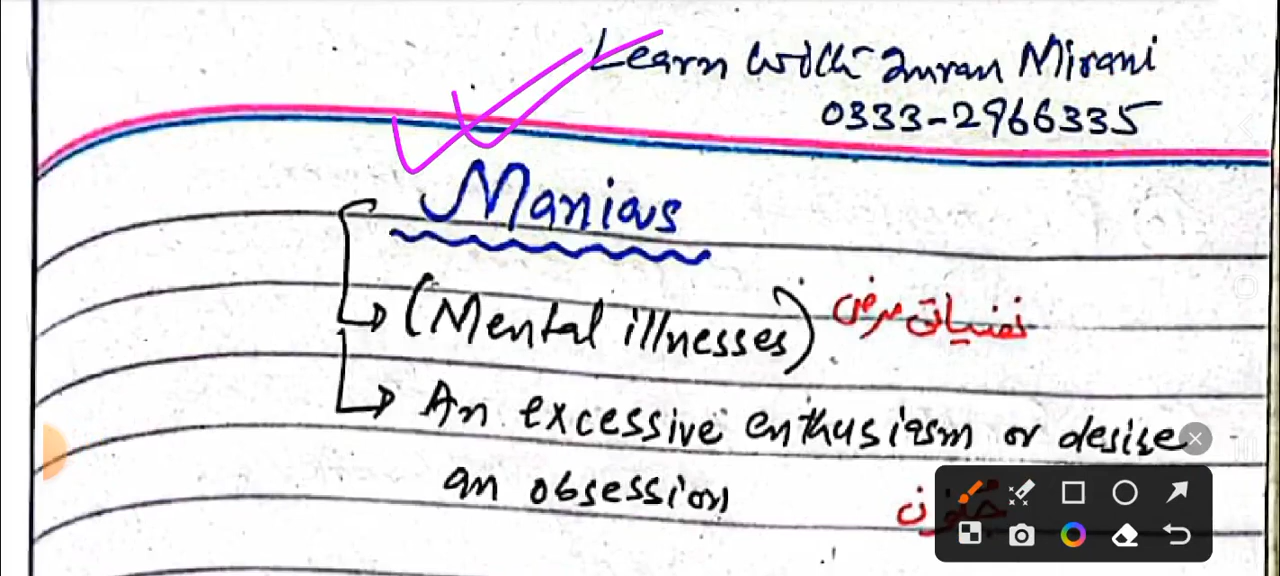 Learn with Imran Mirani
0333-2966335
Manias
(Mental illnesses) نفسیاتی مرض
An excessive enthusiasm or desire
an obsession